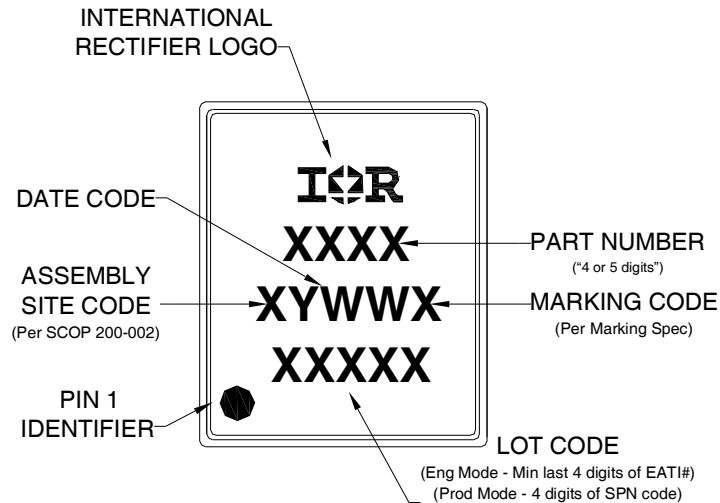 INTERNATIONAL
RECTIFIER LOGO
IOR
DATE CODE
XXXX
PART NUMBER
(“4 or 5 digits”)
ASSEMBLY
SITE CODE
(Per SCOP 200-002)
XYWWX
MARKING CODE
(Per Marking Spec)
XXXXX
PIN 1
IDENTIFIER
LOT CODE
(Eng Mode - Min last 4 digits of EATI#)
(Prod Mode - 4 digits of SPN code)